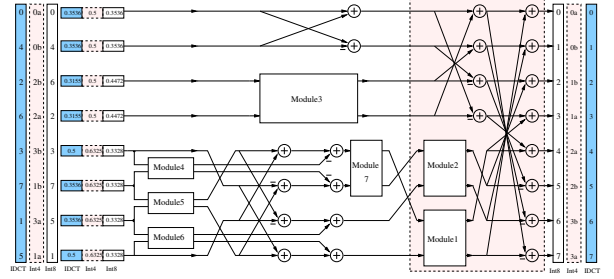 0 0a 0 0.3536 0.5 0.3536 0 0a 0
4 0b 4 0.3536 0.5 0.3536 1 0b 1
2 2b 6 0.3155 0.5 0.4472 2 1b 2
Module3
6 2a 2 0.3155 0.5 0.4472 3 1a 3
3 3b 3 0.5 0.6325 0.3328 4 2a 4
Module4 Module 7 Module2
7 1b 7 0.3536 0.6325 0.3328 5 2b 5
Module5
1 3a 5 0.3536 0.6325 0.3328 6 3b 6
Module6 Module1
5 1a 1 0.5 0.6325 0.3328 7 3a 7
IDCT Int4 Int8 IDCT Int4 Int8 Int8 Int4 IDCT